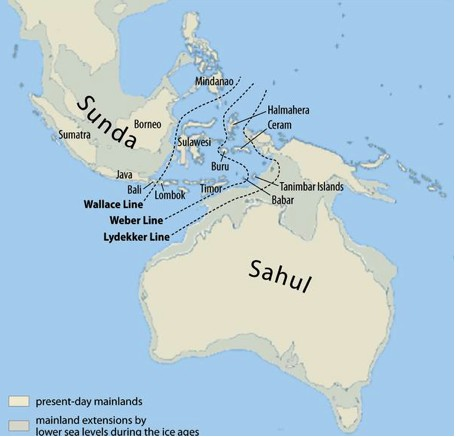 Mindanao
Halmahera
Ceram
Sunda
Borneo
Sumatra
Sulawesi
Buru
Java
Bali
Lombok
Timor
Tanimbar Islands
Babar
Wallace Line
Weber Line
Lydekker Line
Sahul
present-day mainlands
mainland extensions by
lower sea levels during the ice ages